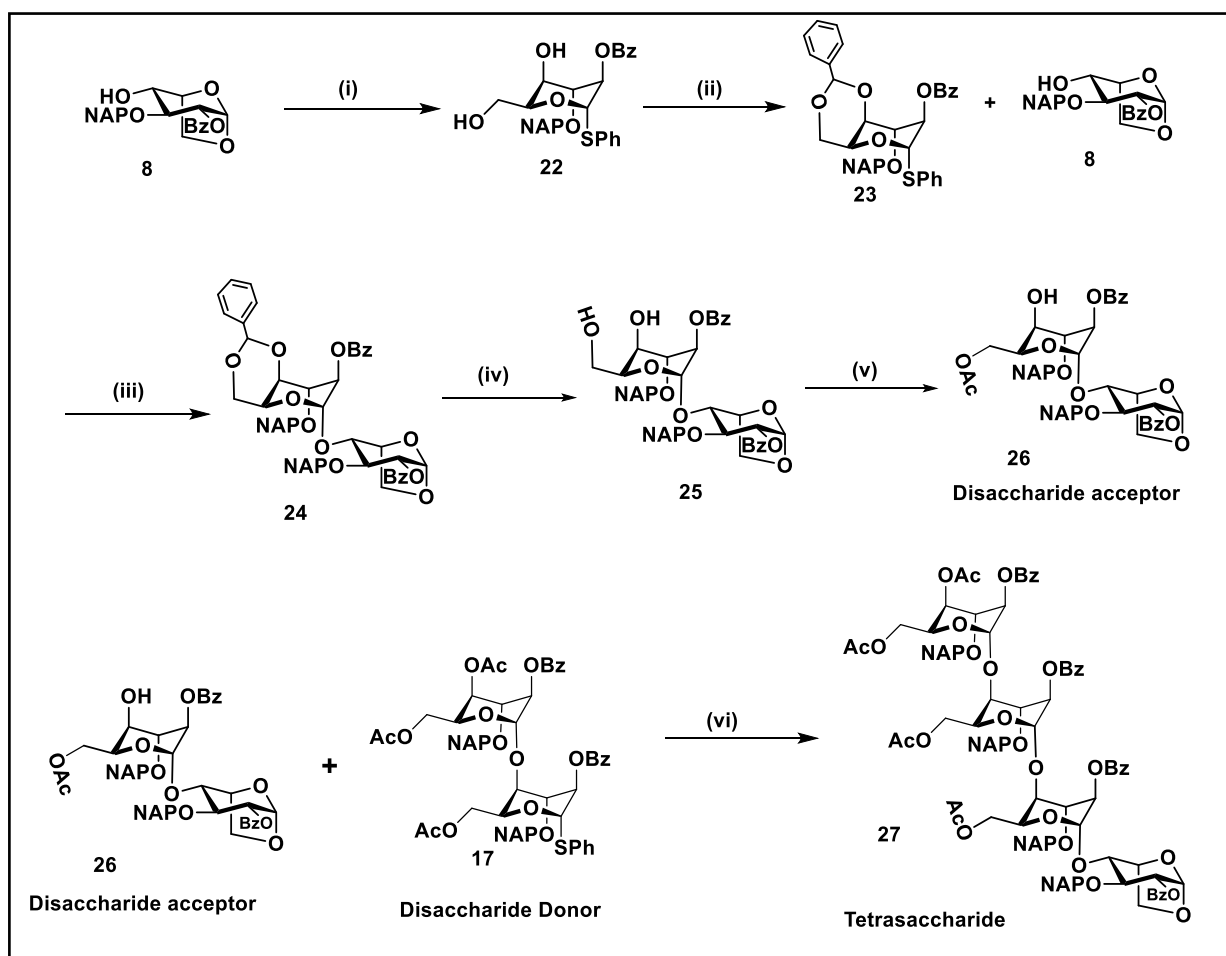 (i)
(ii)
OH
OBz
HO
NAPO
SPh
22
O
O
O
OBz
NAPO
SPh
23
+
HO
NAPO
O
BzO
O
8
HO
NAPO
O
BzO
O
8
(iii)
O
O
O
OBz
NAPO
O
NAPO
O
BzO
O
24
(iv)
HO
OH
OBz
O
NAPO
O
NAPO
O
BzO
O
25
(v)
OH
OBz
O
OAc
NAPO
O
NAPO
O
BzO
O
26
Disaccharide acceptor
OH
OBz
O
OAc
NAPO
O
NAPO
O
BzO
O
26
Disaccharide acceptor
+
OAc
OBz
O
AcO
NAPO
O
OBz
O
AcO
NAPO
SPh
17
Disaccharide Donor
(vi)
OAc
OBz
O
AcO
NAPO
O
OBz
O
AcO
NAPO
O
OBz
AcO
O
NAPO
O
NAPO
O
BzO
O
27
Tetrasaccharide